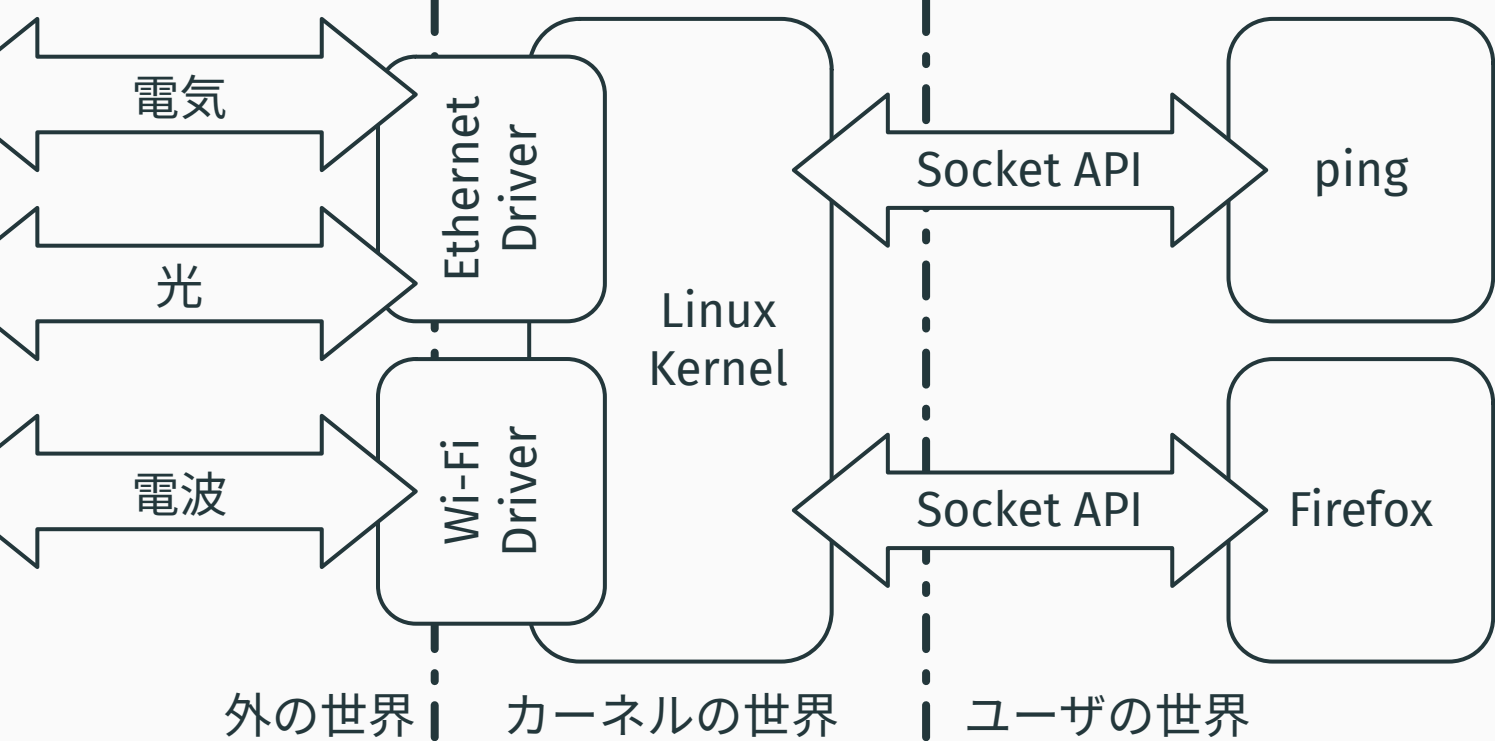 電気
光
電波
Ethernet
Driver
Wi-Fi
Driver
Linux
Kernel
Socket API
Socket API
ping
Firefox
外の世界
カーネルの世界
ユーザの世界